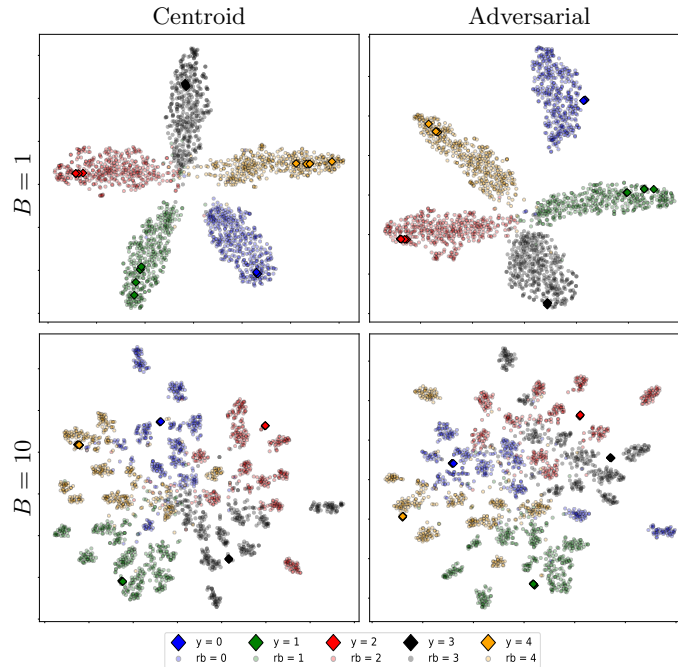 Centroid Adversarial
B = 1
B = 10
y = 0 y = 1 y = 2 y = 3 y = 4
rb = 0 rb = 1 rb = 2 rb = 3 rb = 4